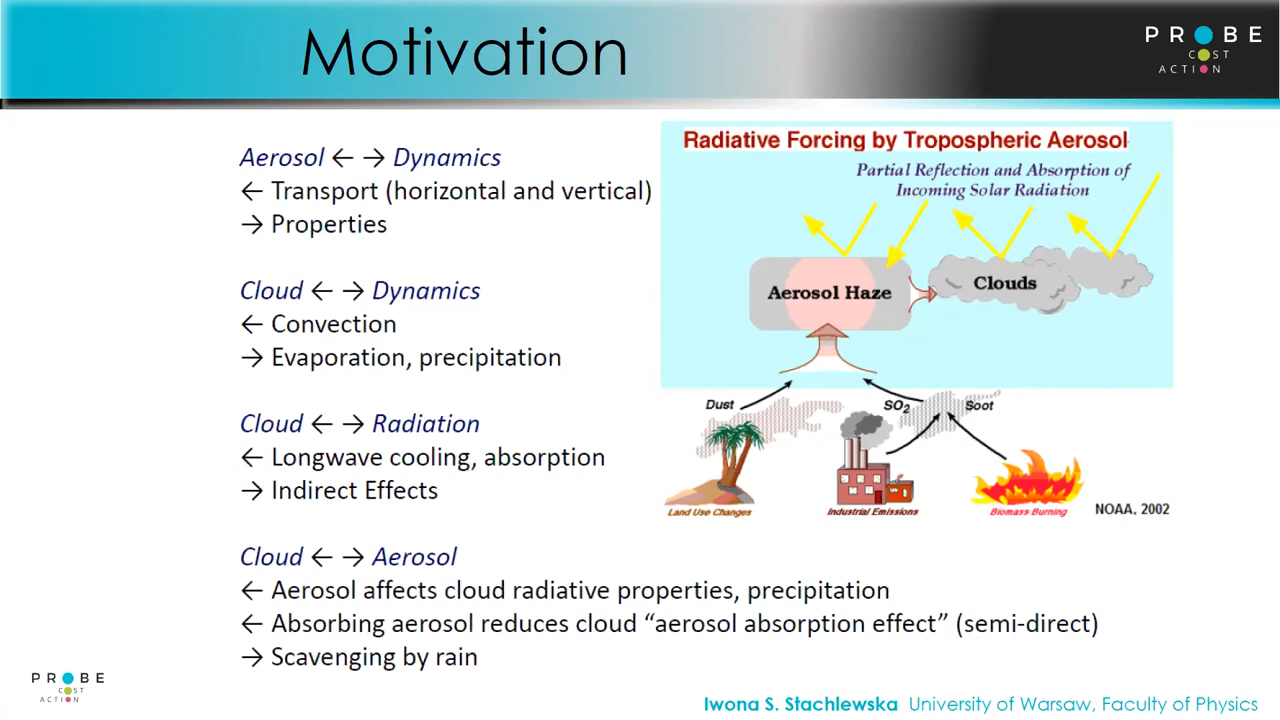 Motivation
PROBE
COST
ACTION
Aerosol ← → Dynamics
← Transport (horizontal and vertical)
→ Properties
Cloud ← → Dynamics
← Convection
→ Evaporation, precipitation
Cloud ← → Radiation
← Longwave cooling, absorption
→ Indirect Effects
Cloud ← → Aerosol
← Aerosol affects cloud radiative properties, precipitation
← Absorbing aerosol reduces cloud “aerosol absorption effect” (semi-direct)
→ Scavenging by rain
Radiative Forcing by Tropospheric Aerosol
Partial Reflection and Absorption of
Incoming Solar Radiation
Aerosol Haze
Clouds
Dust
SO2
Soot
Land Use Changes
Industrial Emissions
Biomass Burning
NOAA, 2002
PROBE
COST
ACTION
Iwona S. Stachlewska University of Warsaw, Faculty of Physics